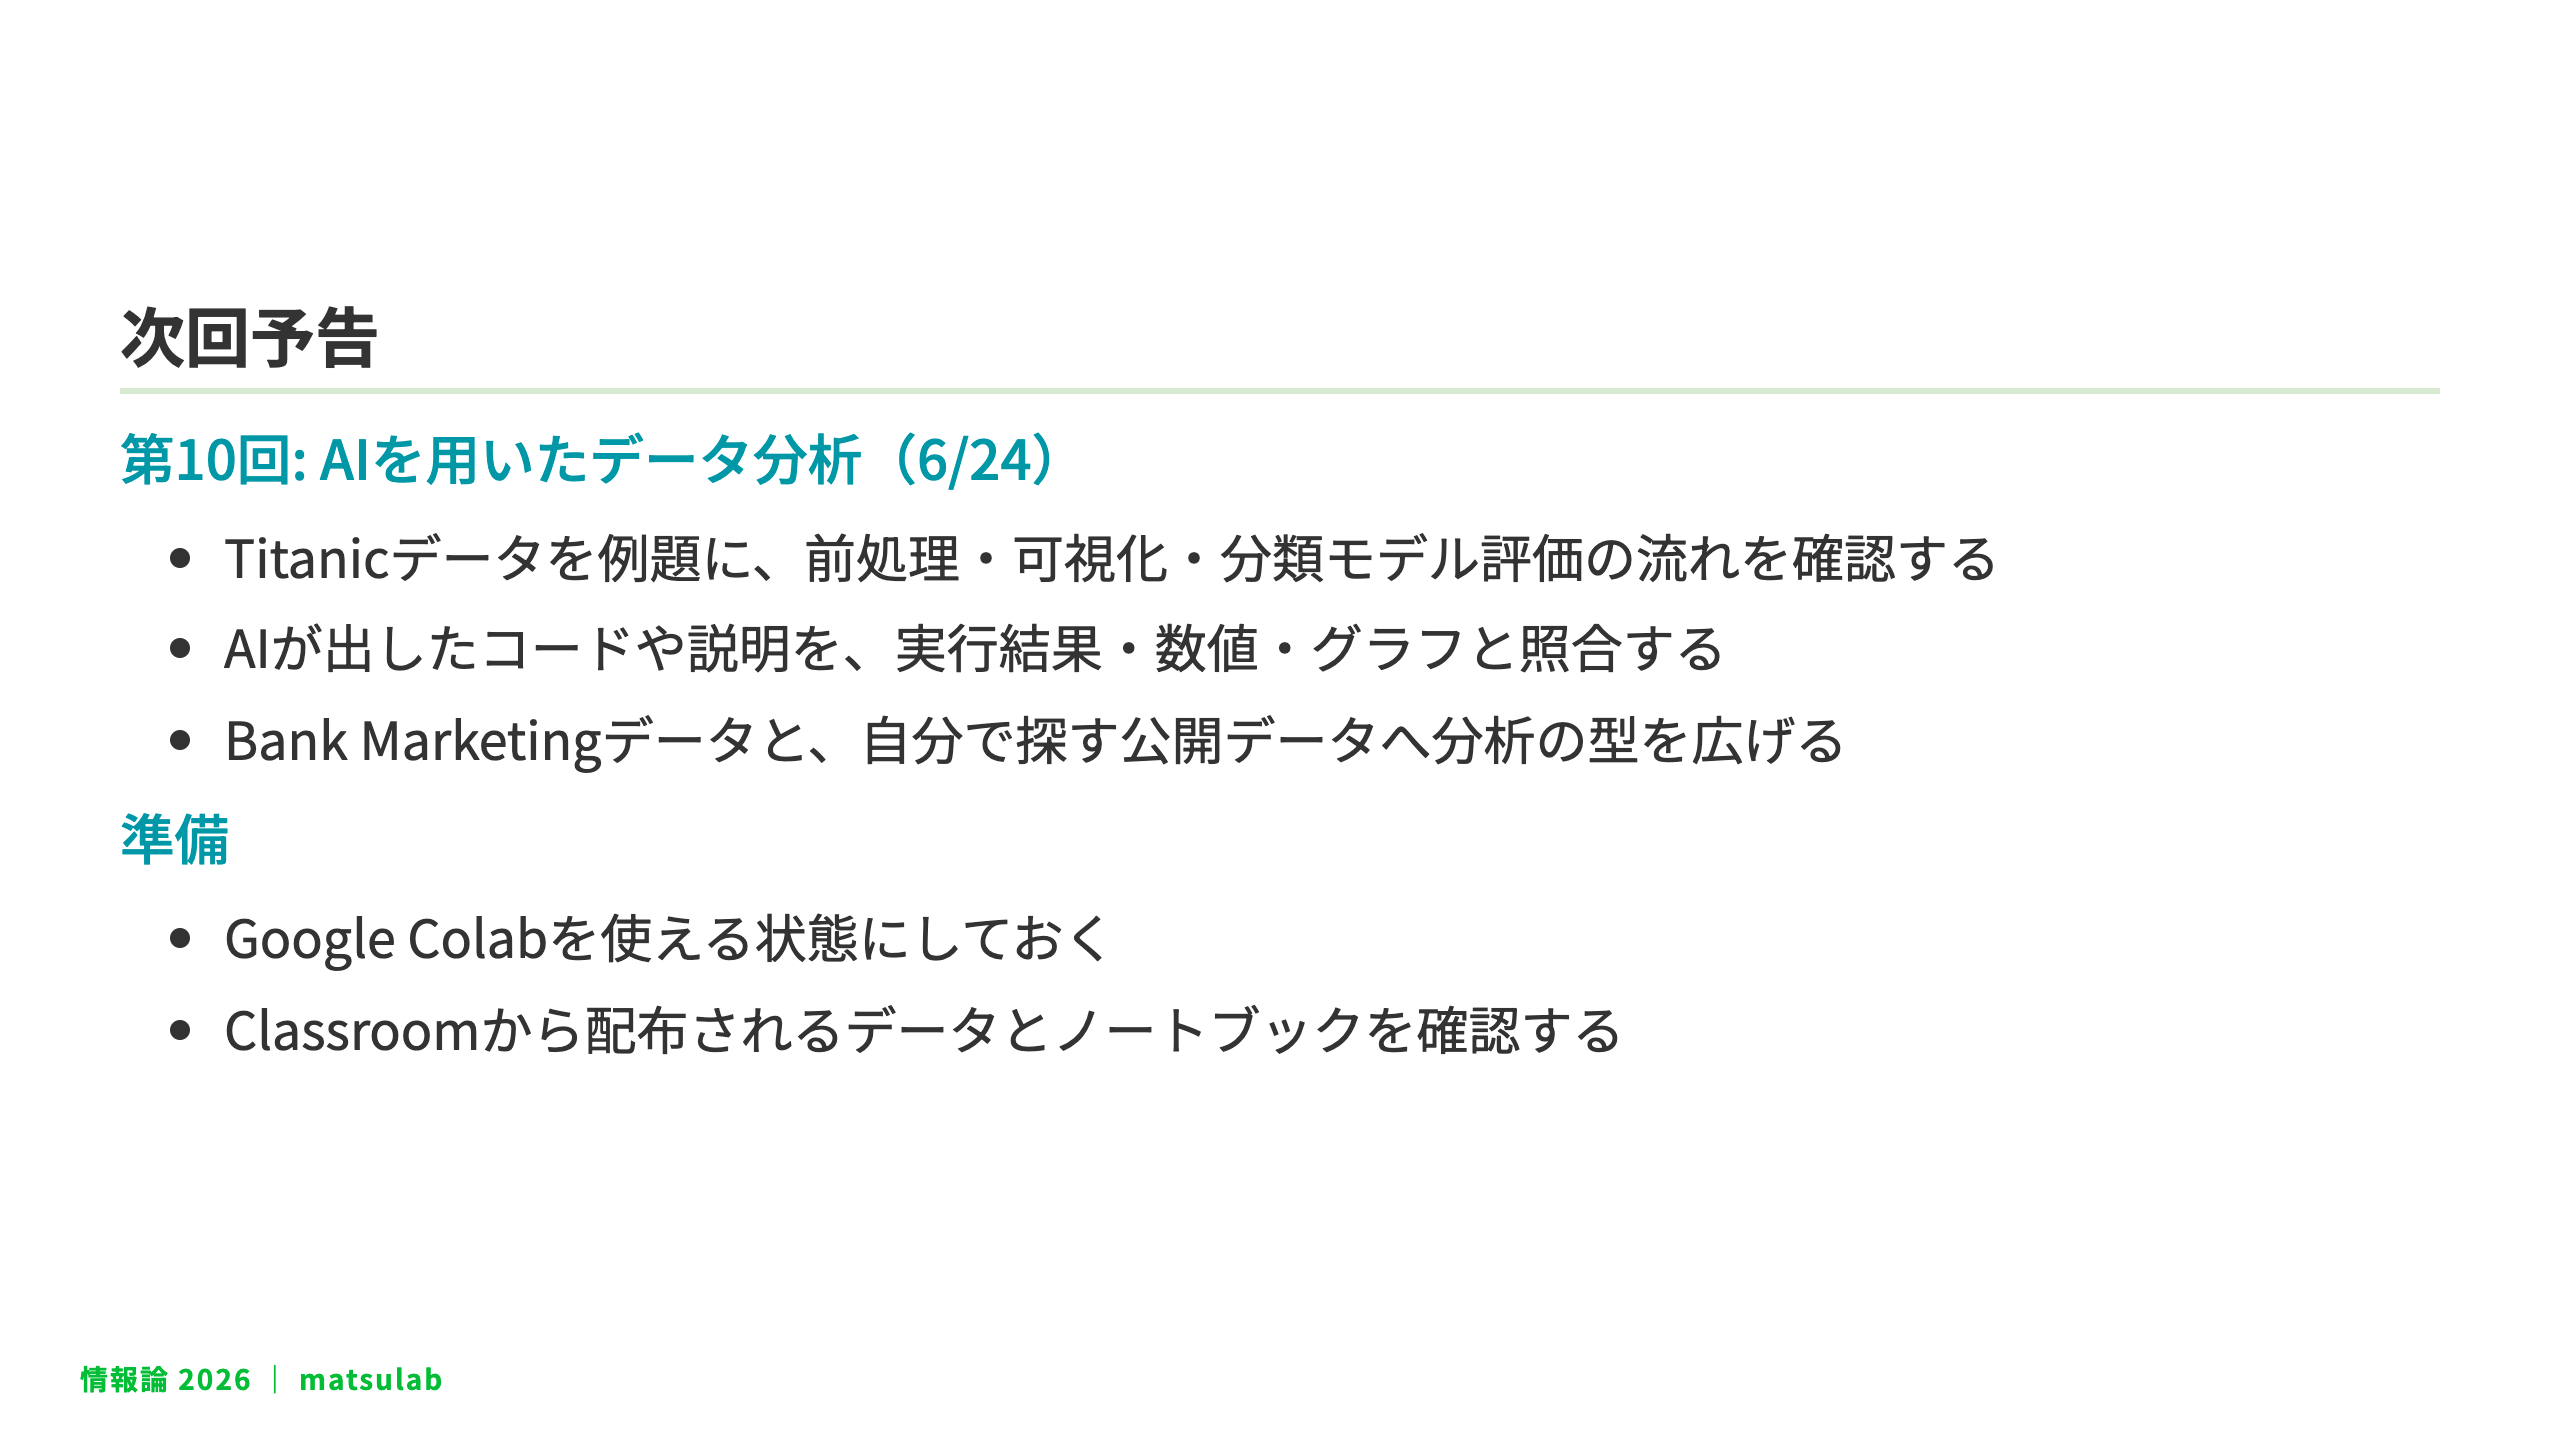 次回予告
第10回: AIを用いたデータ分析（6/24）
• Titanicデータを例題に、前処理・可視化・分類モデル評価の流れを確認する
• AIが出したコードや説明を、実行結果・数値・グラフと照合する
• Bank Marketingデータと、自分で探す公開データへ分析の型を広げる
準備
• Google Colabを使える状態にしておく
• Classroomから配布されるデータとノートブックを確認する
情報論 2026 ｜ matsulab